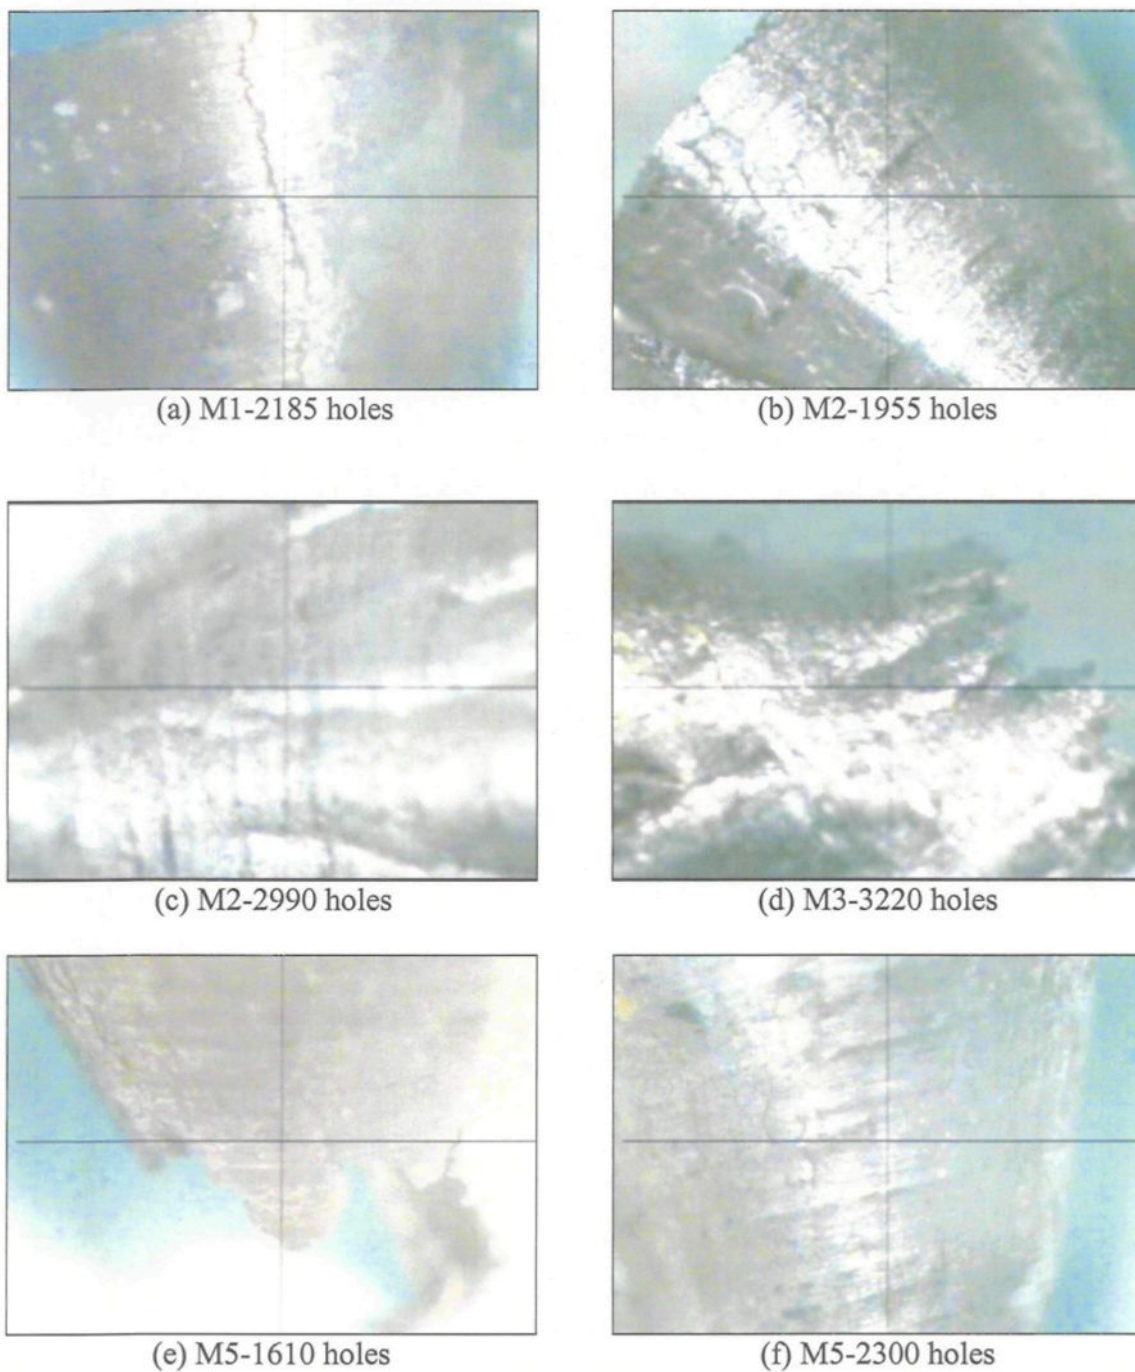 (a) M1-2185 holes
(b) M2-1955 holes
(c) M2-2990 holes
(d) M3-3220 holes
(e) M5-1610 holes
(f) M5-2300 holes